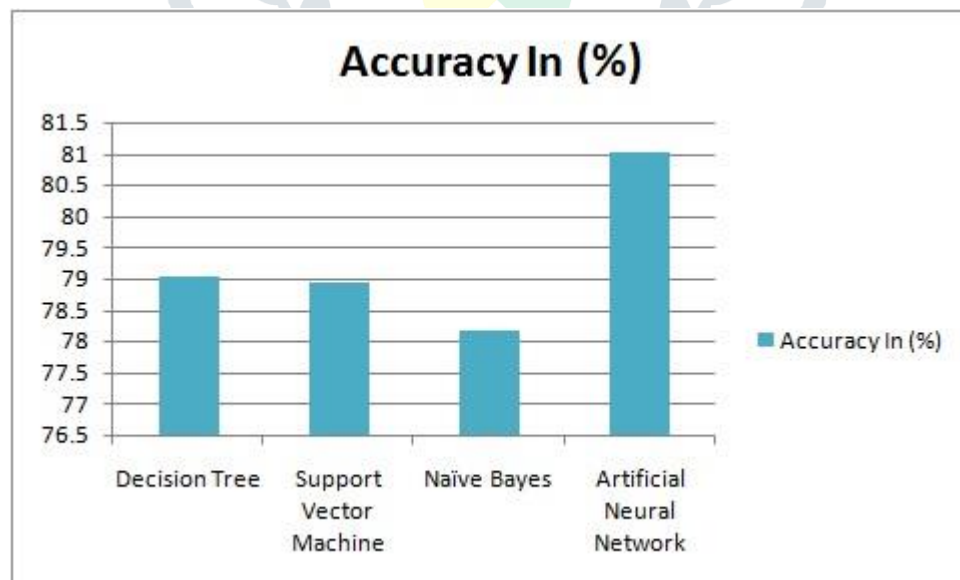 Accuracy In (%)
81.5
81
80.5
80
79.5
79
78.5
78
77.5
77
76.5
Decision Tree
Support
Vector
Machine
Naïve Bayes
Artificial
Neural
Network
Accuracy In (%)